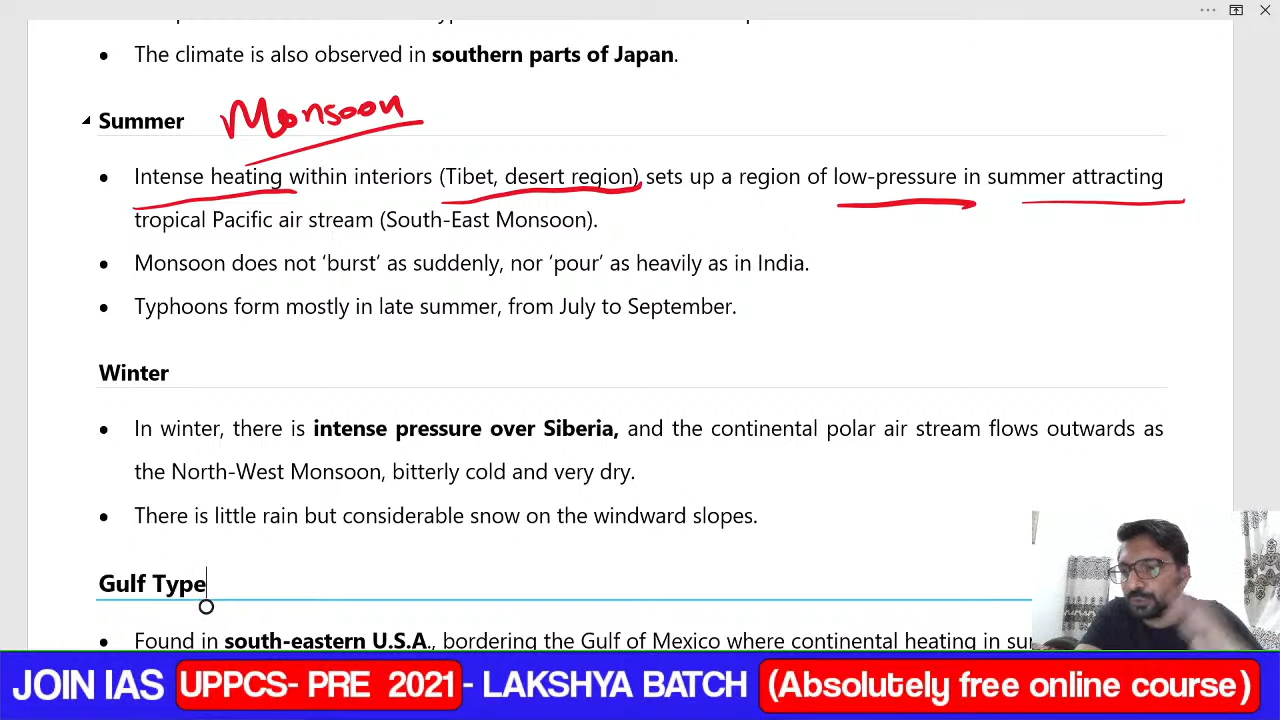 The climate is also observed in southern parts of Japan.
Summer
Monsoon
Intense heating within interiors (Tibet, desert region) sets up a region of low-pressure in summer attracting
tropical Pacific air stream (South-East Monsoon).
Monsoon does not ‘burst’ as suddenly, nor ‘pour’ as heavily as in India.
Typhoons form mostly in late summer, from July to September.
Winter
In winter, there is intense pressure over Siberia, and the continental polar air stream flows outwards as
the North-West Monsoon, bitterly cold and very dry.
There is little rain but considerable snow on the windward slopes.
Gulf Type
Found in south-eastern U.S.A., bordering the Gulf of Mexico where continental heating in
JOIN IAS UPPCS- PRE 2021 - LAKSHYA BATCH (Absolutely free online course)